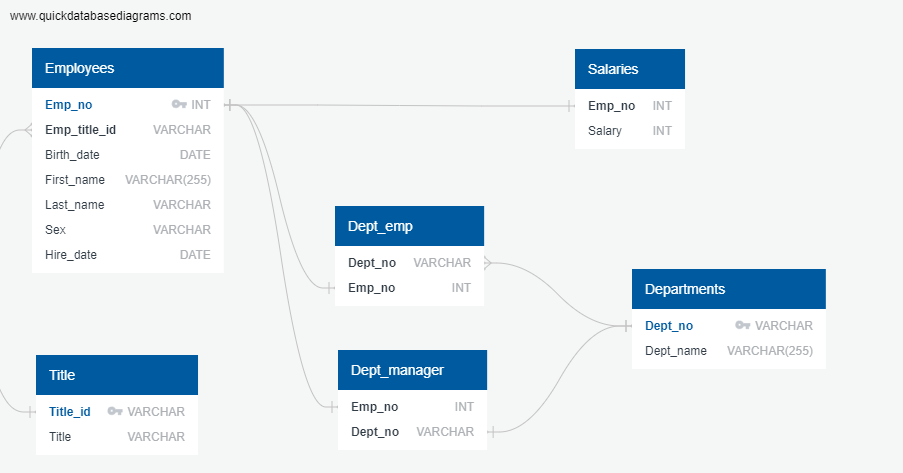 www.quickdatabasediagrams.com
Employees
Emp_no INT
Emp_title_id VARCHAR
Birth_date DATE
First_name VARCHAR(255)
Last_name VARCHAR
Sex VARCHAR
Hire_date DATE
Salaries
Emp_no INT
Salary INT
Dept_emp
Dept_no VARCHAR
Emp_no INT
Departments
Dept_no VARCHAR
Dept_name VARCHAR(255)
Title
Title_id VARCHAR
Title VARCHAR
Dept_manager
Emp_no INT
Dept_no VARCHAR